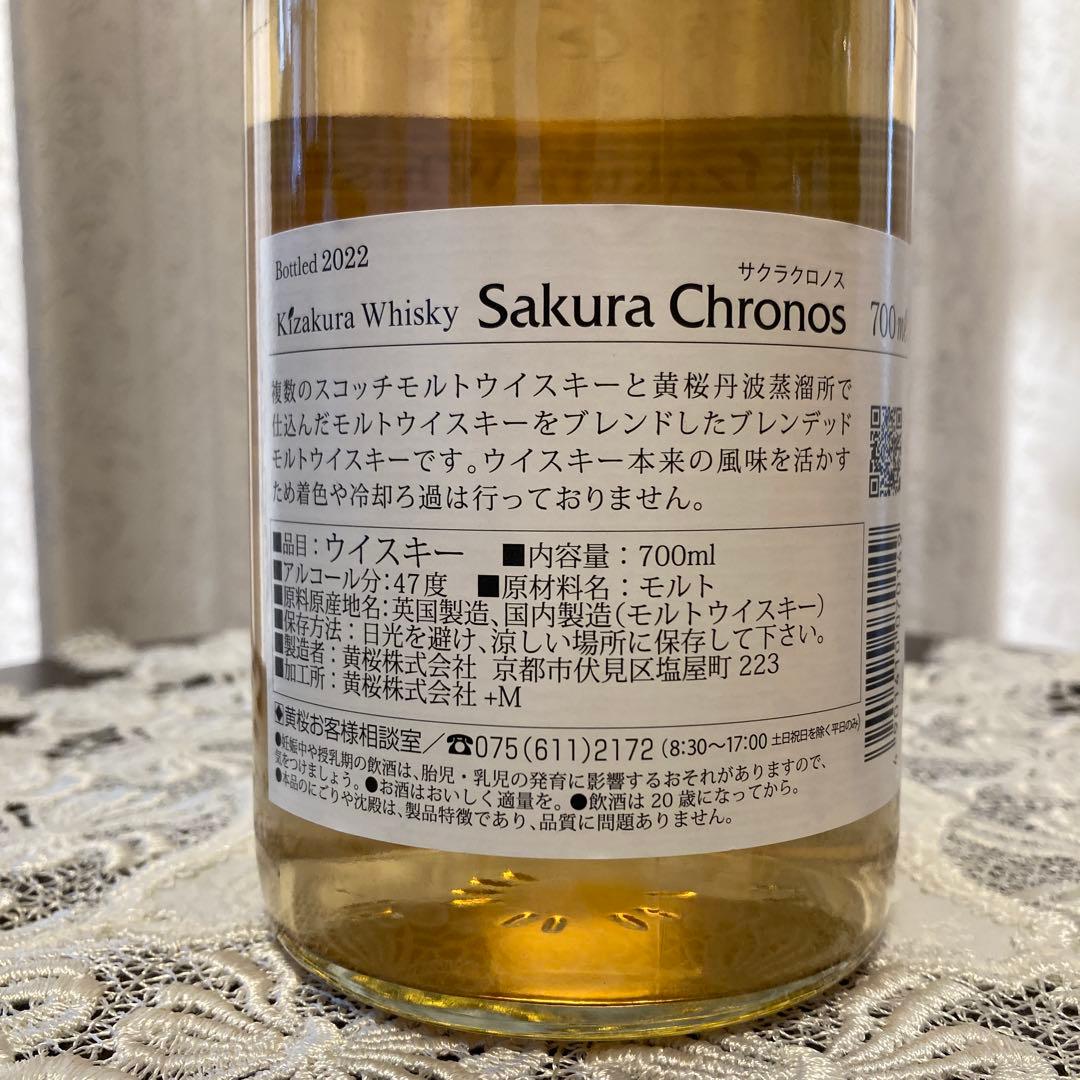 Bottled 2022
サクラクロノス
Kizakura Whisky Sakura Chronos 700ml
複数のスコッチモルトウイスキーと黄桜丹波蒸溜所で
仕込んだモルトウイスキーをブレンドしたブレンデッド
モルトウイスキーです。ウイスキー本来の風味を活かす
ため着色や冷却ろ過は行っておりません。
■品目：ウイスキー ■内容量：700ml
■アルコール分：47度 ■原材料名：モルト
■原料原産地名：英国製造、国内製造（モルトウイスキー）
■保存方法：日光を避け、涼しい場所に保存して下さい。
■製造者：黄桜株式会社 京都市伏見区塩屋町 223
■加工所：黄桜株式会社 +M
◆黄桜お客様相談室／☎075(611)2172（8:30〜17:00 土日祝日を除く平日のみ）
●妊娠中や授乳期の飲酒は、胎児・乳児の発育に影響するおそれがありますので、
気をつけましょう。●お酒はおいしく適量を。●飲酒は20歳になってから。
●本品のにごりや沈殿は、製品特徴であり、品質に問題ありません。